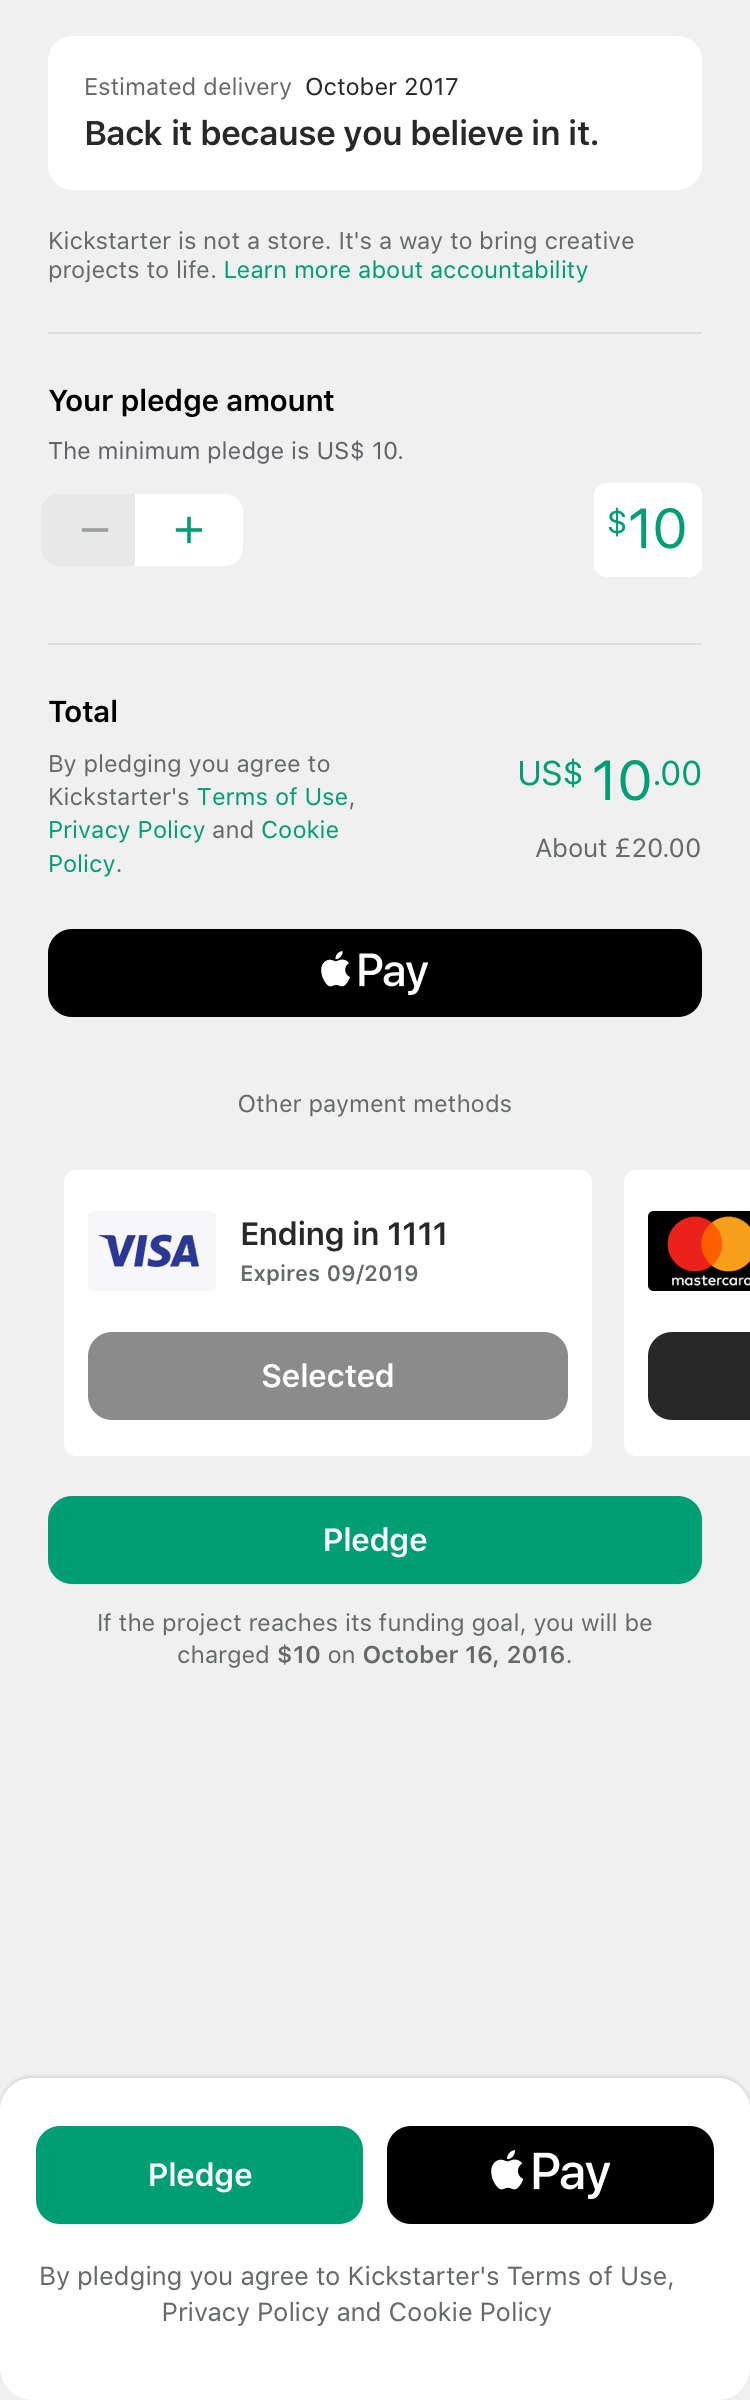 Estimated delivery October 2017
Back it because you believe in it.
Kickstarter is not a store. It's a way to bring creative
projects to life. Learn more about accountability
Your pledge amount
The minimum pledge is US$ 10.
− +
$10
Total
By pledging you agree to
Kickstarter's Terms of Use,
Privacy Policy and Cookie
Policy.
US$ 10.00
About £20.00
Pay
Other payment methods
VISA
Ending in 1111
Expires 09/2019
Selected
mastercard
Pledge
If the project reaches its funding goal, you will be
charged $10 on October 16, 2016.
Pledge
Pay
By pledging you agree to Kickstarter's Terms of Use,
Privacy Policy and Cookie Policy